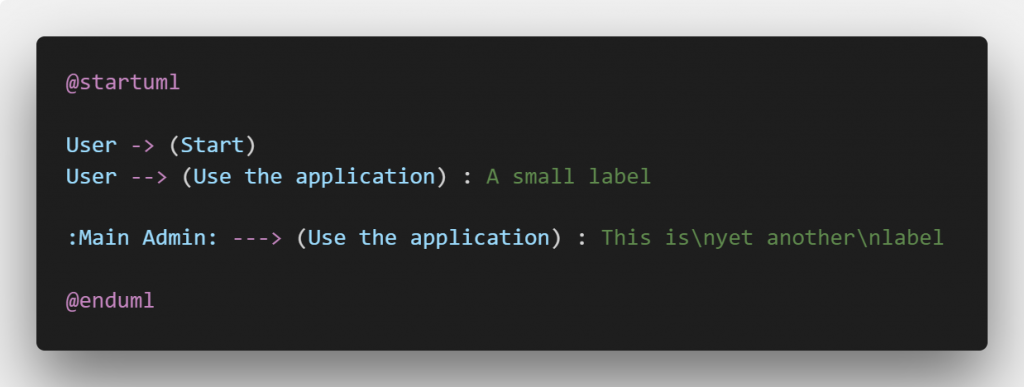 @startuml
User -> (Start)
User --> (Use the application) : A small label
:Main Admin: ---> (Use the application) : This is\nyet another\nlabel
@enduml